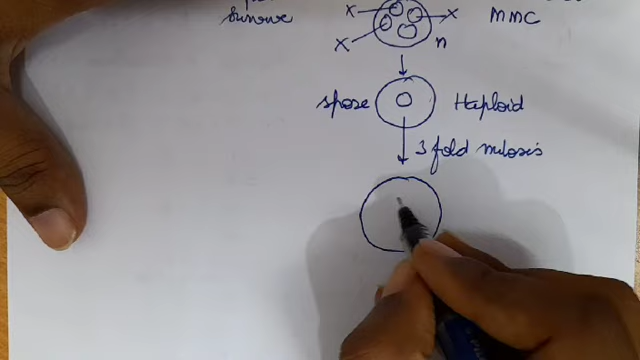 x x
x n MMC
spore Haploid
3 fold mitosis